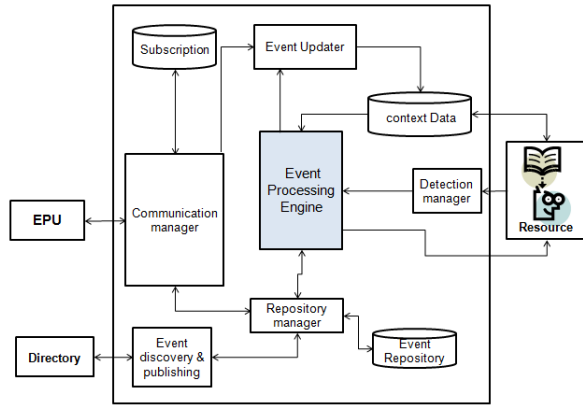 Subscription
Event Updater
context Data
Event
Processing
Engine
Detection
manager
Resource
EPU
Communication
manager
Repository
manager
Directory
Event
discovery &
publishing
Event
Repository